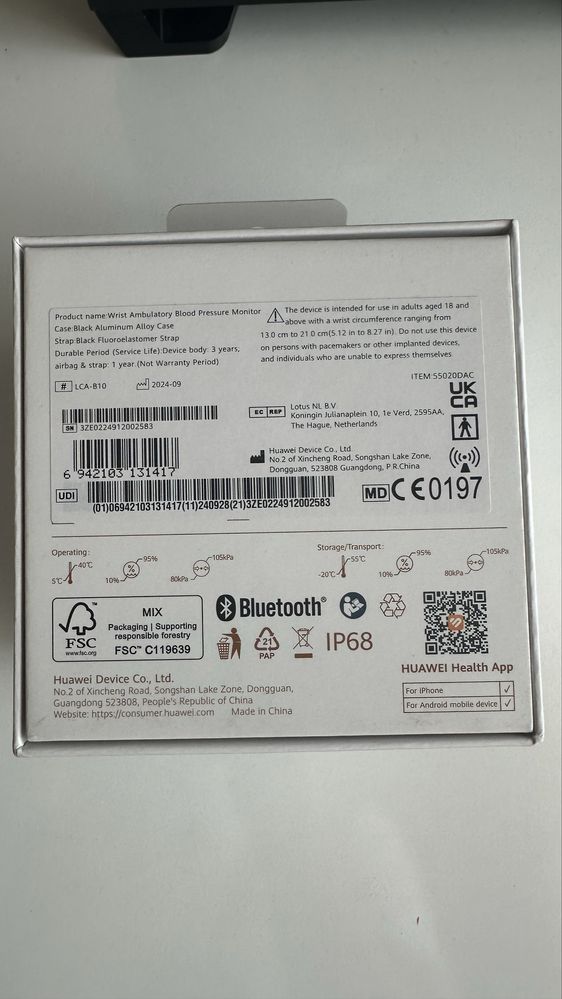 Product name:Wrist Ambulatory Blood Pressure Monitor
Case:Black Aluminum Alloy Case
Strap:Black Fluoroelastomer Strap
Durable Period (Service Life):Device body: 3 years,
airbag & strap: 1 year.(Not Warranty Period)
The device is intended for use in adults aged 18 and
above with a wrist circumference ranging from
13.0 cm to 21.0 cm(5.12 in to 8.27 in). Do not use this device
on persons with pacemakers or other implanted devices,
and individuals who are unable to express themselves
# LCA-B10 2024-09
ITEM:55020DAC
UK
CA
SN 3ZE0224912002583
EC REP Lotus NL B.V.
Koningin Julianaplein 10, 1e Verd, 2595AA,
The Hague, Netherlands
6 942103 131417
Huawei Device Co., Ltd.
No.2 of Xincheng Road, Songshan Lake Zone,
Dongguan, 523808 Guangdong, P.R.China
UDI
(01)06942103131417(11)240928(21)3ZE0224912002583
MD CE0197
Operating:
5℃ 40℃ 10% % 95% 80kPa 105kPa
Storage/Transport:
-20℃ 55℃ 10% % 95% 80kPa 105kPa
FSC™
www.fsc.org
MIX
Packaging | Supporting
responsible forestry
FSC™ C119639
Bluetooth®
21
PAP
IP68
HUAWEI Health App
For iPhone ✓
For Android mobile device ✓
Huawei Device Co., Ltd.
No.2 of Xincheng Road, Songshan Lake Zone, Dongguan,
Guangdong 523808, People's Republic of China
Website: https://consumer.huawei.com Made in China